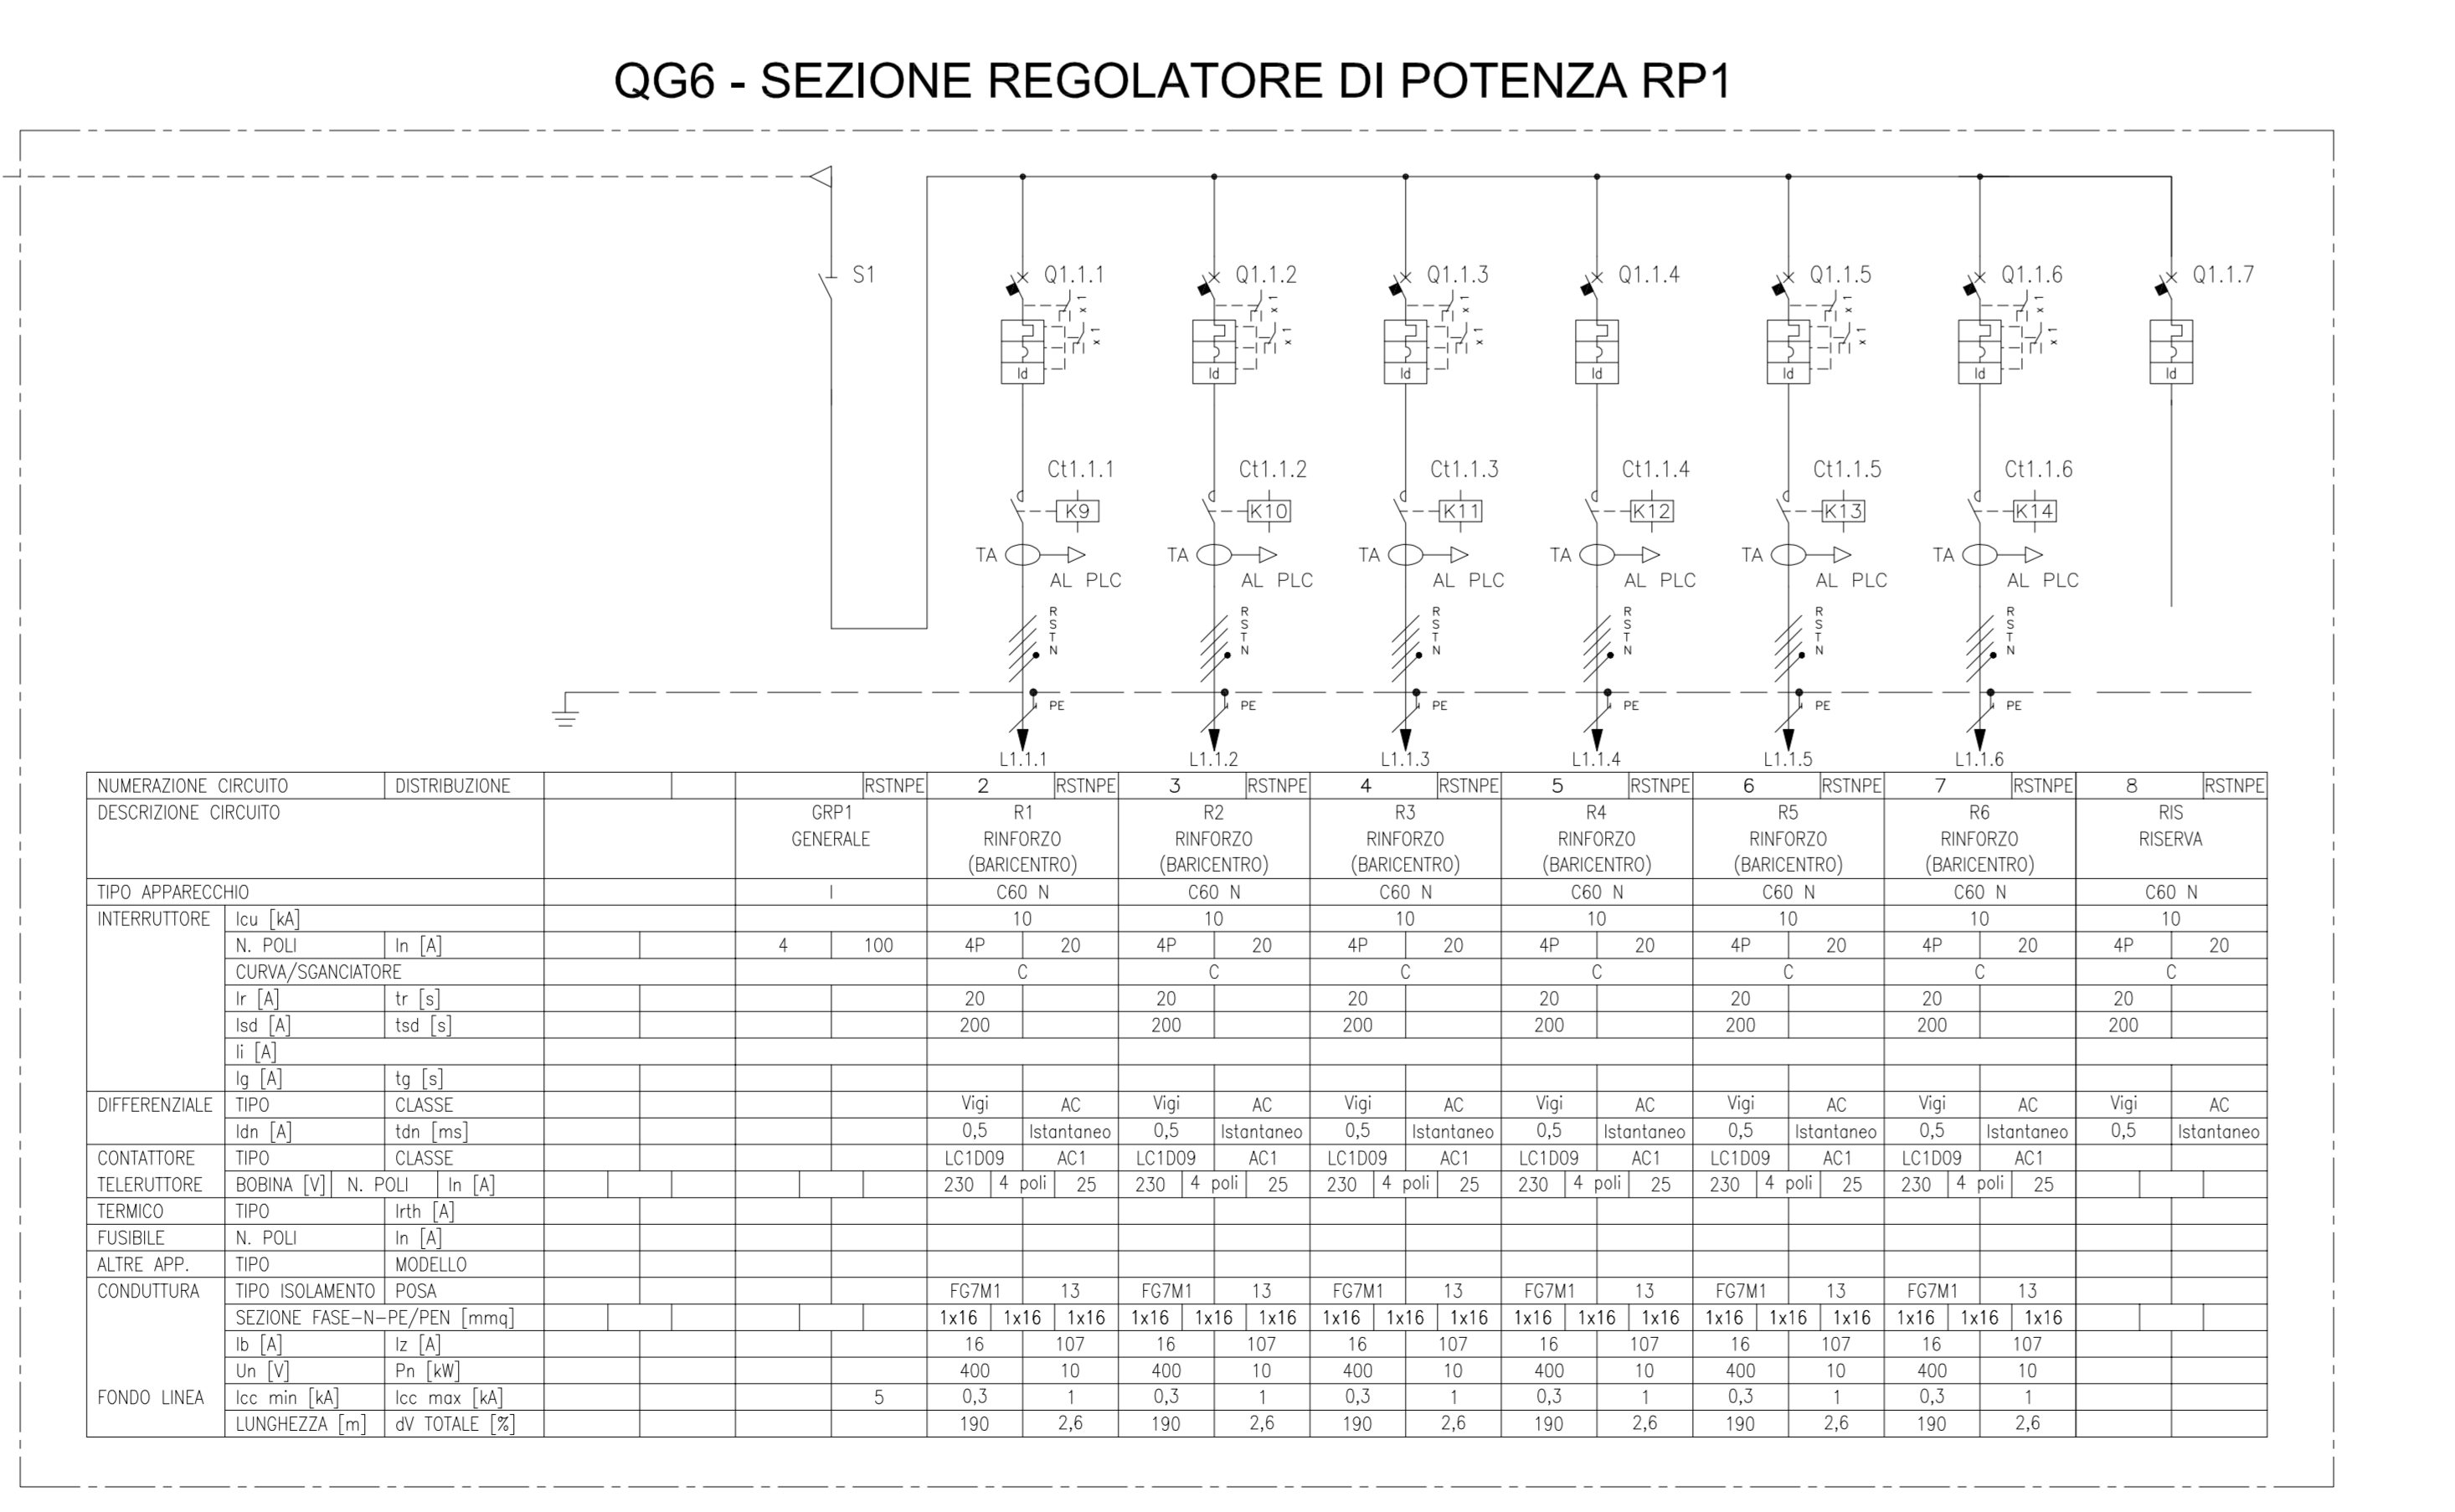 QG6 - SEZIONE REGOLATORE DI POTENZA RP1
S1 Q1.1.1 Q1.1.2 Q1.1.3 Q1.1.4 Q1.1.5 Q1.1.6 Q1.1.7
x1 x1 x1 x1 x1
x1 x1 x1 x1 x1
Id Id Id Id Id Id Id
Ct1.1.1 Ct1.1.2 Ct1.1.3 Ct1.1.4 Ct1.1.5 Ct1.1.6
K9 K10 K11 K12 K13 K14
TA TA TA TA TA TA
AL PLC AL PLC AL PLC AL PLC AL PLC AL PLC
R R R R R R
S S S S S S
T T T T T T
N N N N N N
PE PE PE PE PE PE
L1.1.1 L1.1.2 L1.1.3 L1.1.4 L1.1.5 L1.1.6
NUMERAZIONE CIRCUITO DISTRIBUZIONE RSTNPE 2 RSTNPE 3 RSTNPE 4 RSTNPE 5 RSTNPE 6 RSTNPE 7 RSTNPE 8 RSTNPE
DESCRIZIONE CIRCUITO GRP1 R1 R2 R3 R4 R5 R6 RIS
GENERALE RINFORZO RINFORZO RINFORZO RINFORZO RINFORZO RINFORZO RISERVA
(BARICENTRO) (BARICENTRO) (BARICENTRO) (BARICENTRO) (BARICENTRO) (BARICENTRO)
TIPO APPARECCHIO I C60 N C60 N C60 N C60 N C60 N C60 N C60 N
INTERRUTTORE Icu [kA] 10 10 10 10 10 10 10
N. POLI In [A] 4 100 4P 20 4P 20 4P 20 4P 20 4P 20 4P 20 4P 20
CURVA/SGANCIATORE C C C C C C C
Ir [A] tr [s] 20 20 20 20 20 20 20
Isd [A] tsd [s] 200 200 200 200 200 200 200
Ii [A]
Ig [A] tg [s]
DIFFERENZIALE TIPO CLASSE Vigi AC Vigi AC Vigi AC Vigi AC Vigi AC Vigi AC Vigi AC
Idn [A] tdn [ms] 0,5 Istantaneo 0,5 Istantaneo 0,5 Istantaneo 0,5 Istantaneo 0,5 Istantaneo 0,5 Istantaneo 0,5 Istantaneo
CONTATTORE TIPO CLASSE LC1D09 AC1 LC1D09 AC1 LC1D09 AC1 LC1D09 AC1 LC1D09 AC1 LC1D09 AC1
TELERUTTORE BOBINA [V] N. POLI In [A] 230 4 poli 25 230 4 poli 25 230 4 poli 25 230 4 poli 25 230 4 poli 25 230 4 poli 25
TERMICO TIPO Irth [A]
FUSIBILE N. POLI In [A]
ALTRE APP. TIPO MODELLO
CONDUTTURA TIPO ISOLAMENTO POSA FG7M1 13 FG7M1 13 FG7M1 13 FG7M1 13 FG7M1 13 FG7M1 13
SEZIONE FASE-N-PE/PEN [mmq] 1x16 1x16 1x16 1x16 1x16 1x16 1x16 1x16 1x16 1x16 1x16 1x16 1x16 1x16 1x16 1x16 1x16 1x16
Ib [A] Iz [A] 16 107 16 107 16 107 16 107 16 107 16 107
Un [V] Pn [kW] 400 10 400 10 400 10 400 10 400 10 400 10
FONDO LINEA Icc min [kA] Icc max [kA] 5 0,3 1 0,3 1 0,3 1 0,3 1 0,3 1 0,3 1
LUNGHEZZA [m] dV TOTALE [%] 190 2,6 190 2,6 190 2,6 190 2,6 190 2,6 190 2,6